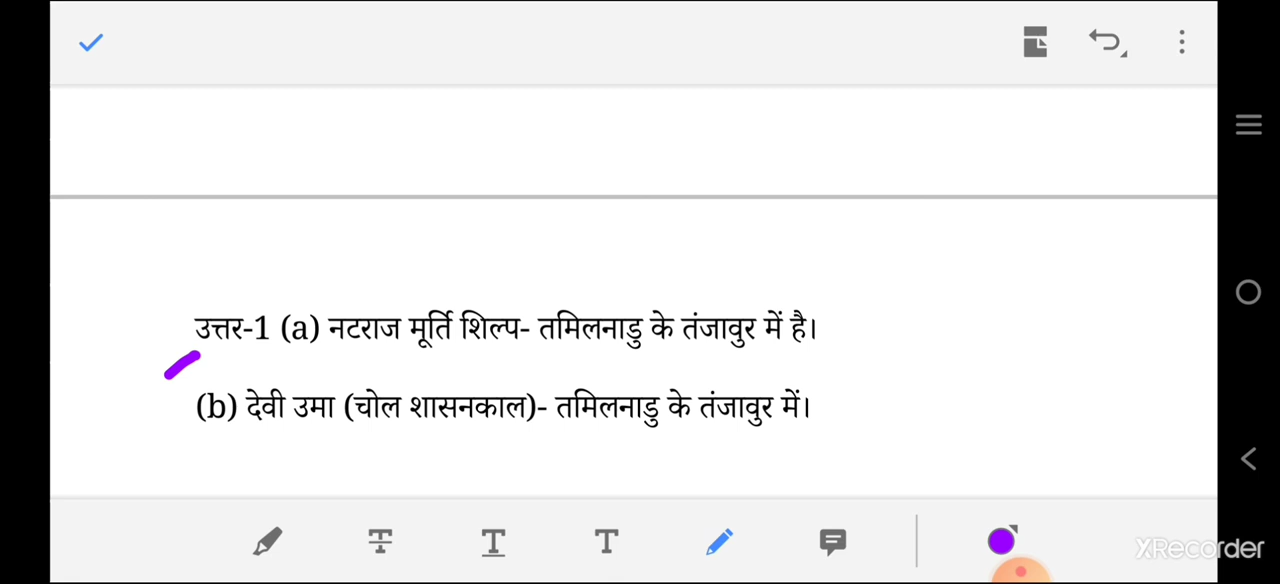 उत्तर-1 (a) नटराज मूर्ति शिल्प- तमिलनाडु के तंजावुर में है।
(b) देवी उमा (चोल शासनकाल)- तमिलनाडु के तंजावुर में।
T T T
XRecorder